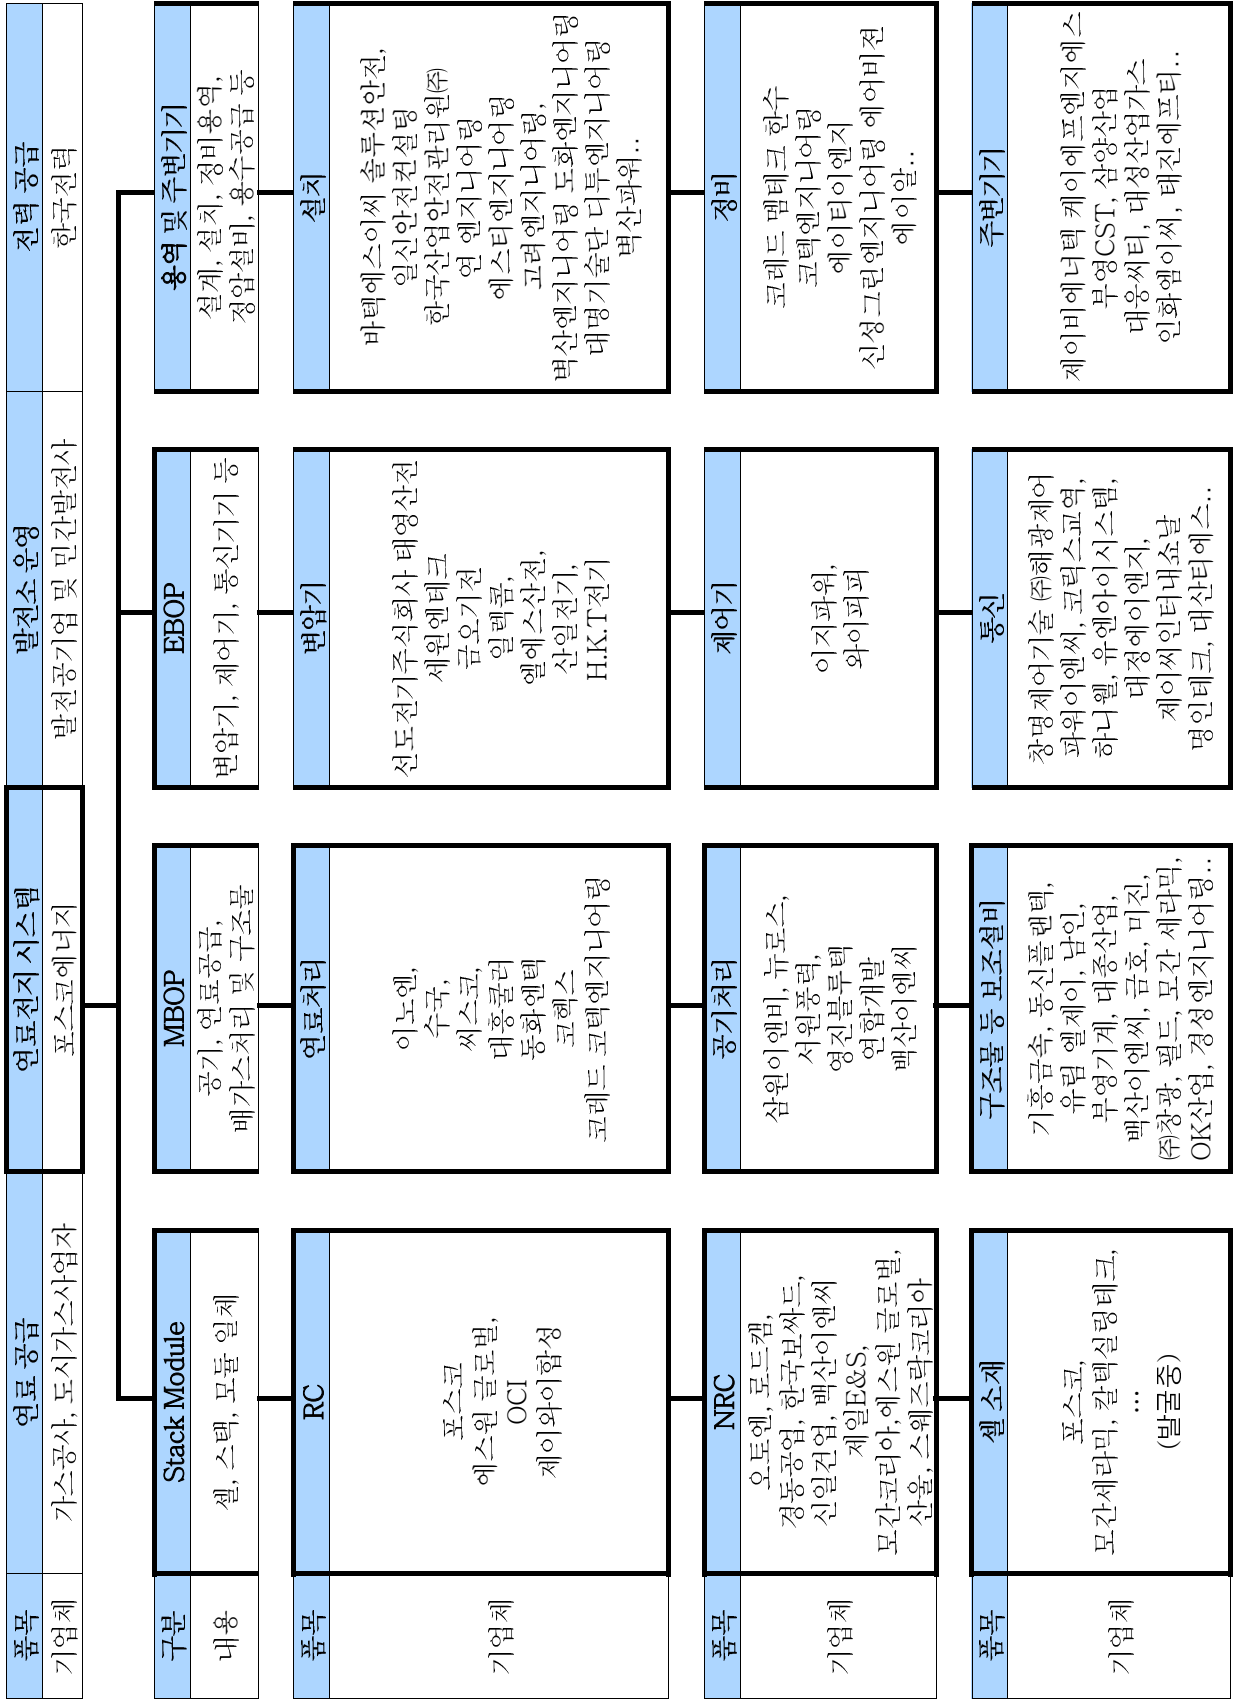 품목
연료 공급
연료전지 시스템
발전소 운영
전력 공급
기업체
가스공사, 도시가스사업자
포스코에너지
발전공기업 및 민간발전사
한국전력
구분
Stack Module
MBOP
EBOP
용역 및 주변기기
내용
셀, 스택, 모듈 일체
공기, 연료공급,
배가스처리 및 구조물
변압기, 제어기, 통신기기 등
설계, 설치, 정비용역,
정압설비, 용수공급 등
품목
RC
연료처리
변압기
설치
기업체
포스코
에스원 글로벌,
OCI
제이와이합성
이노엔,
수국,
씨스코,
대흥쿨러
동화엔텍
코헥스
코레드 코텍엔지니어링
선도전기주식회사 태영산전
세원엔테크
금오기전
일렉콤,
엘에스산전,
산일전기,
H.K.T전기
바텍에스이씨 솔루션안전,
일신안전컨설팅
한국산업안전관리원㈜
연 엔지니어링
에스티엔지니어링
고려엔지니어링,
벽산엔지니어링 도화엔지니어링
대명기술단 디투엔지니어링
벽산파워..
품목
NRC
공기처리
제어기
정비
기업체
오토엔, 로드캠,
경동공업, 한국보싸드,
신일건업, 백산이앤씨
제일E&S,
모간코리아,에스원 글로벌,
산울, 스웨즈락코리아
삼원이앤비, 뉴로스,
서원풍력,
영진블루텍
연합개발
백산이엔씨
이지파워,
와이피피
코레드 멤테크 한수
코텍엔지니어링
에이티이엔지
신성그린엔지니어링 에어비젼
에이알..
품목
셀 소재
구조물 등 보조설비
통신
주변기기
기업체
포스코,
모간세라믹, 칼텍실링테크,
...
(발굴중)
기흥금속, 동신플랜텍,
유림 엘제이, 남인,
부영기계, 대종산업,
백산이엔씨, 금호, 미진,
㈜창광, 필드, 모간 세라믹,
OK산업, 경성엔지니어링..
창명제어기술 ㈜해광제어
파워이앤씨, 코릭스교역,
하니웰, 유엔아이시스템,
대정에이앤지,
제이씨인터내쇼날
명인테크, 대산티에스..
제이비에너텍 케이에프엔지에스
부영CST, 삼양산업
대응씨티, 대성산업가스
인화엠이씨, 태진에프티..